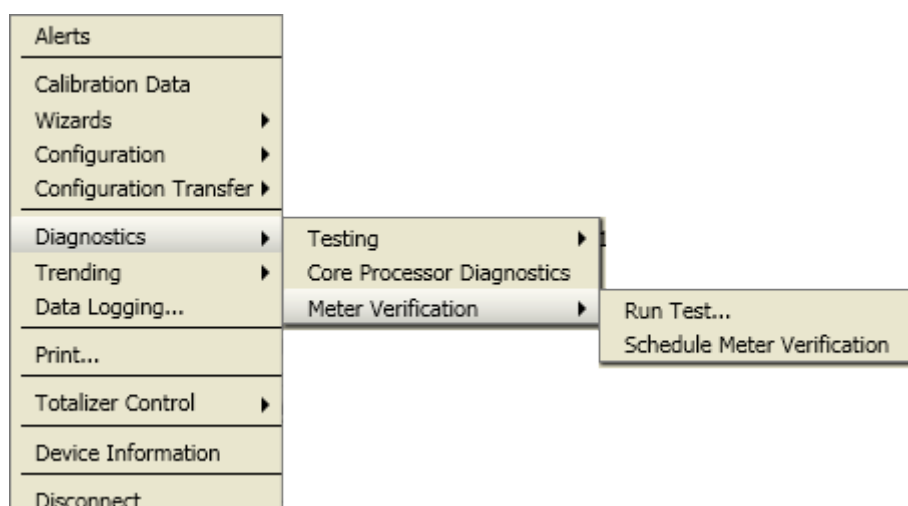 Alerts
Calibration Data
Wizards
Configuration
Configuration Transfer
Diagnostics
Trending
Data Logging...
Print...
Totalizer Control
Device Information
Disconnect
Testing
Core Processor Diagnostics
Meter Verification
Run Test...
Schedule Meter Verification